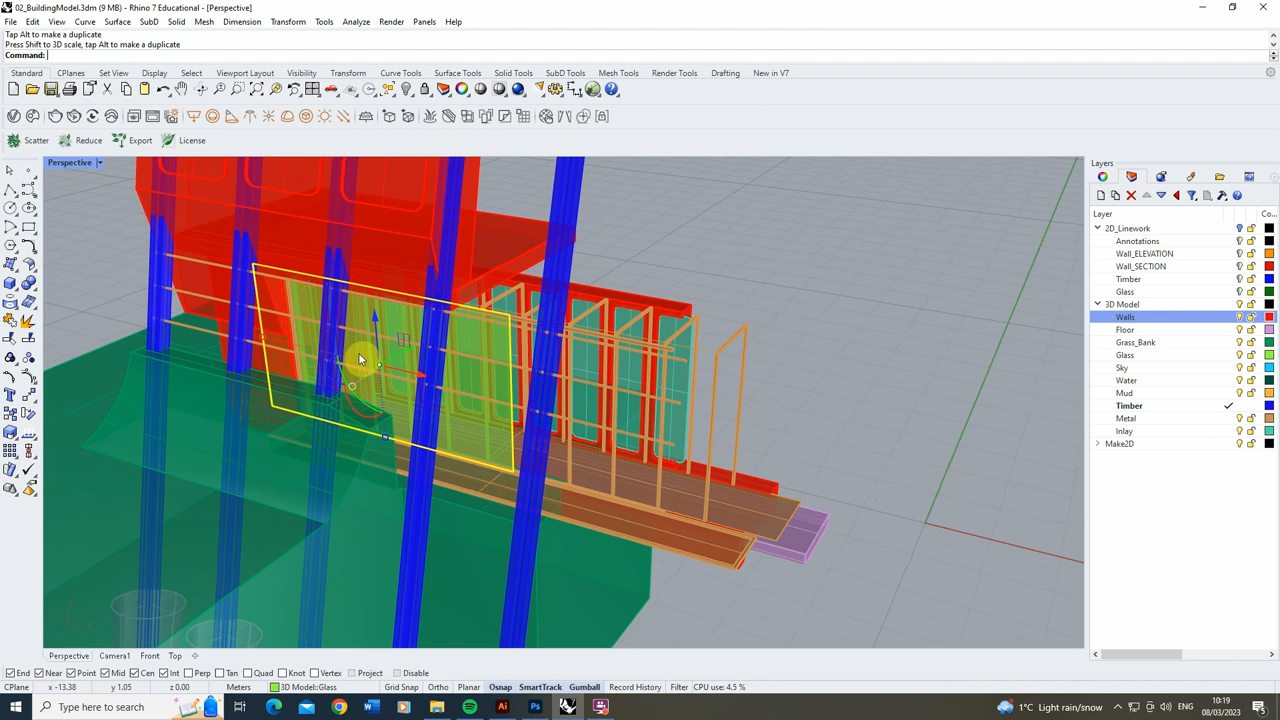 02_BuildingModel.3dm (9 MB) - Rhino 7 Educational - [Perspective]
File Edit View Curve Surface SubD Solid Mesh Dimension Transform Tools Analyze Render Panels Help
Tap Alt to make a duplicate
Press Shift to 3D scale, tap Alt to make a duplicate
Command:
Standard CPlanes Set View Display Select Viewport Layout Visibility Transform Curve Tools Surface Tools Solid Tools SubD Tools Mesh Tools Render Tools Drafting New in V7
Scatter Reduce Export License
Perspective
Layers
Layer Co...
2D_Linework
Annotations
Wall_ELEVATION
Wall_SECTION
Timber
Glass
3D Model
Walls
Floor
Grass_Bank
Glass
Sky
Water
Mud
Timber
Metal
Inlay
Make2D
Perspective Camera1 Front Top
End Near Point Mid Cen Int Perp Tan Quad Knot Vertex Project Disable
CPlane x -13.38 y 1.05 z 0.00 Meters 3D Model::Glass Grid Snap Ortho Planar Osnap SmartTrack Gumball Record History Filter CPU use: 4.5 %
Type here to search
1°C Light rain/snow
10:19
08/03/2023